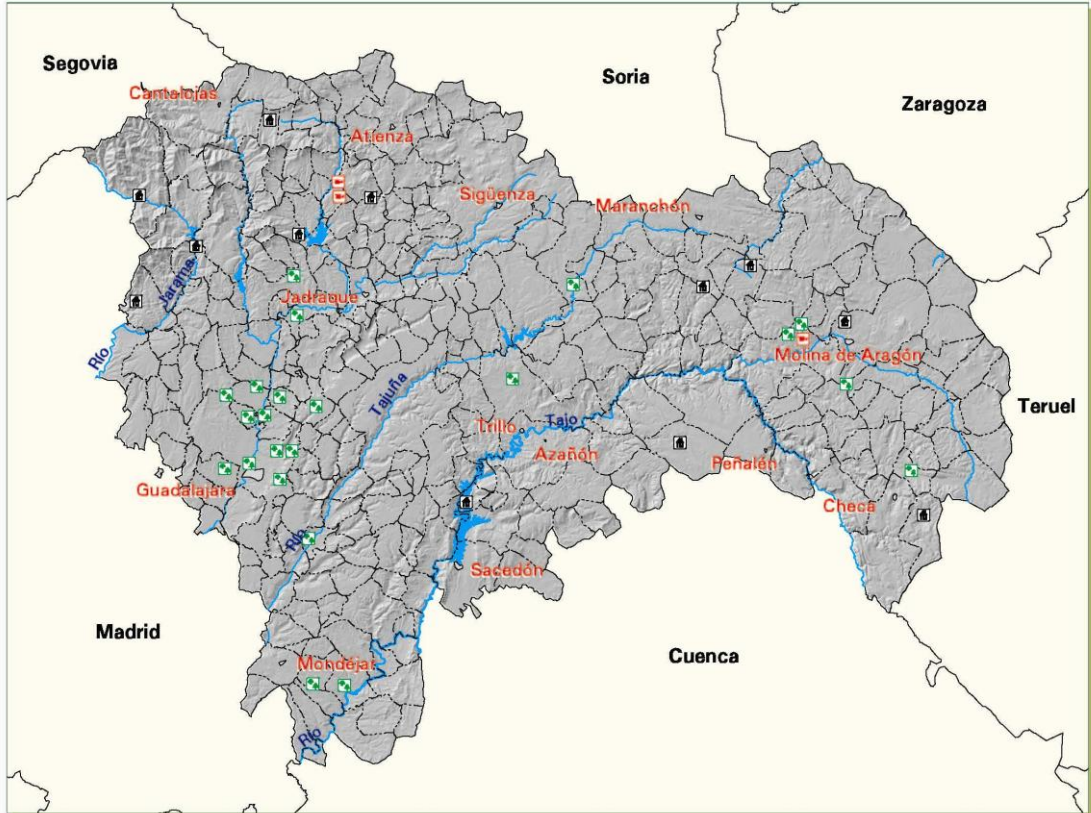 Segovia
Soria
Zaragoza
Cantalojas
Atienza
Sigüenza
Maranchón
Jarama
Jadraque
Río
Molina de Aragón
Tajuña
Teruel
Trillo
Tajo
Azañón
Peñalén
Guadalajara
Checa
Río
Sacedón
Madrid
Cuenca
Mondéjar
Río